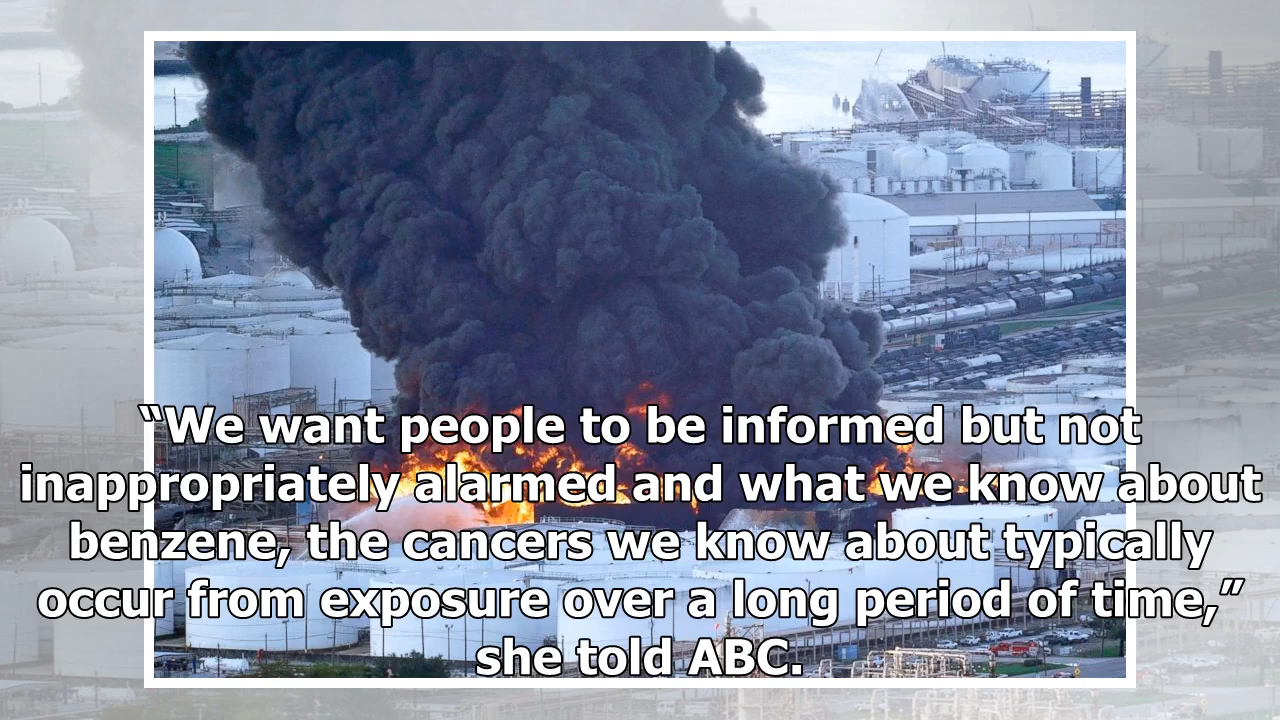 “We want people to be informed but not
inappropriately alarmed and what we know about
benzene, the cancers we know about typically
occur from exposure over a long period of time,”
she told ABC.